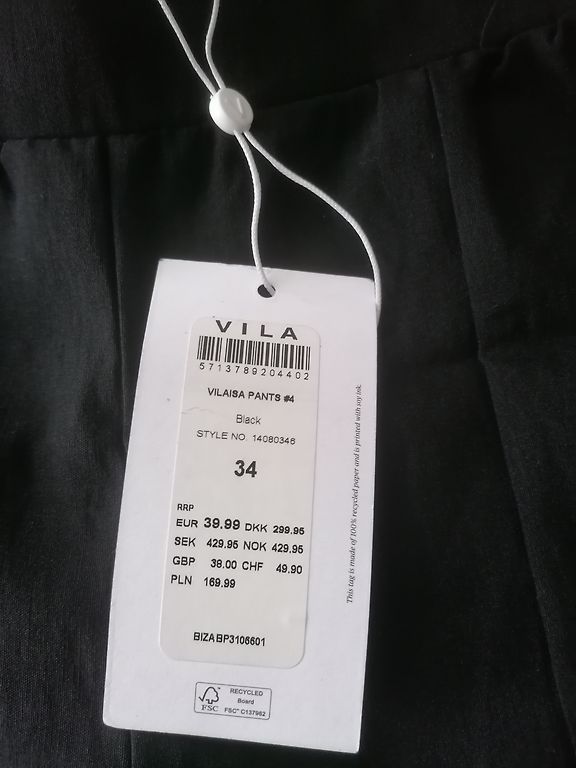 VILA
5713789204402
VILAISA PANTS #4
Black
STYLE NO. 14080346
34
RRP
EUR 39.99 DKK 299.95
SEK 429.95 NOK 429.95
GBP 38.00 CHF 49.90
PLN 169.99
BIZABP3106601
FSC
RECYCLED
Board
FSC® C137962
This tag is made of 100% recycled paper and is printed with soy ink.